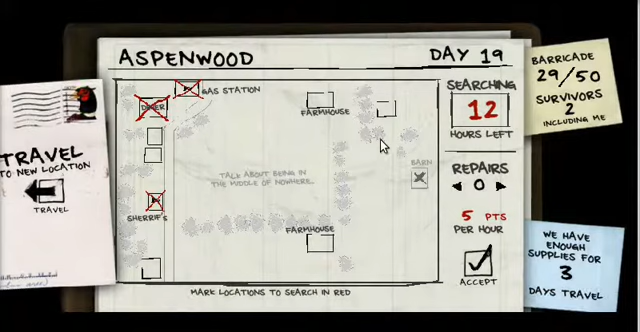 ASPENWOOD
DAY 19
GAS STATION
DINER
FARMHOUSE
BARN
TALK ABOUT BEING IN
THE MIDDLE OF NOWHERE.
SHERRIF'S
FARMHOUSE
MARK LOCATIONS TO SEARCH IN RED
TRAVEL
TO NEW LOCATION
TRAVEL
SEARCHING
12
HOURS LEFT
REPAIRS
0
5 PTS
PER HOUR
ACCEPT
BARRICADE
29/50
SURVIVORS
2
INCLUDING ME
WE HAVE
ENOUGH
SUPPLIES FOR
3
DAYS TRAVEL